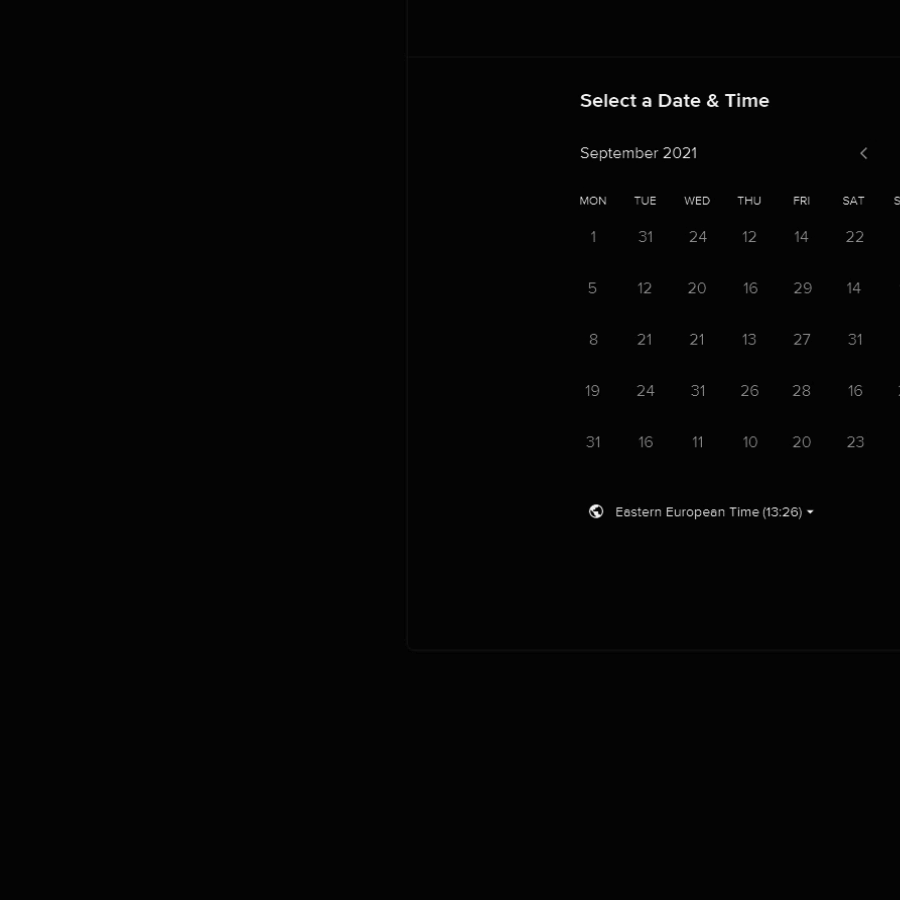 Select a Date & Time
September 2021
MON TUE WED THU FRI SAT
1 31 24 12 14 22
5 12 20 16 29 14
8 21 21 13 27 31
19 24 31 26 28 16
31 16 11 10 20 23
Eastern European Time (13:26)